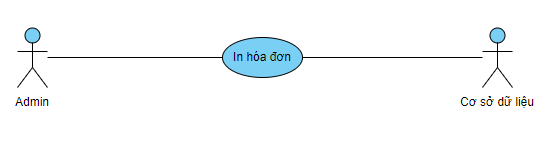 In hóa đơn
Admin
Cơ sở dữ liệu